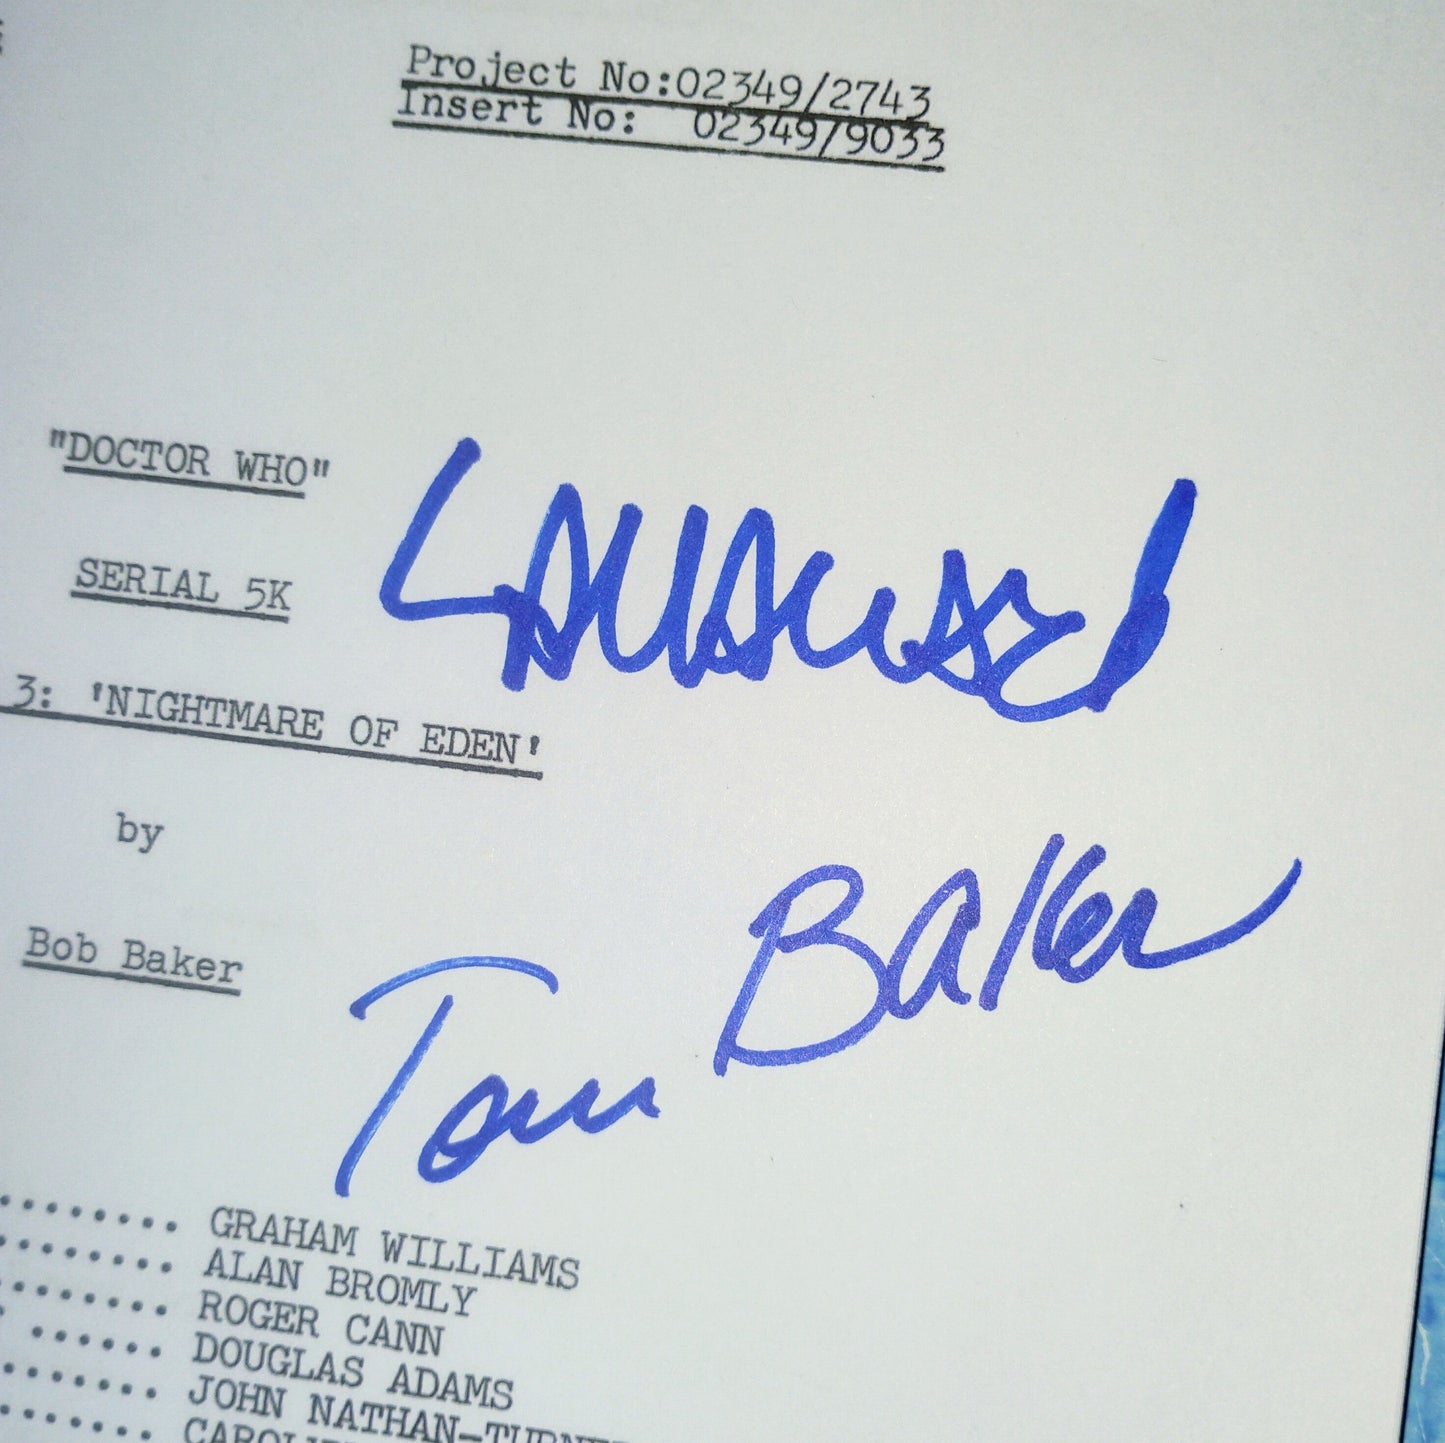 Project No:02349/2743
Insert No: 02349/9033
"DOCTOR WHO"
SERIAL 5K
3: 'NIGHTMARE OF EDEN'
by
Bob Baker
Tom Baker
........ GRAHAM WILLIAMS
........ ALAN BROMLY
....... ROGER CANN
...... DOUGLAS ADAMS
....... JOHN NATHAN-TURN